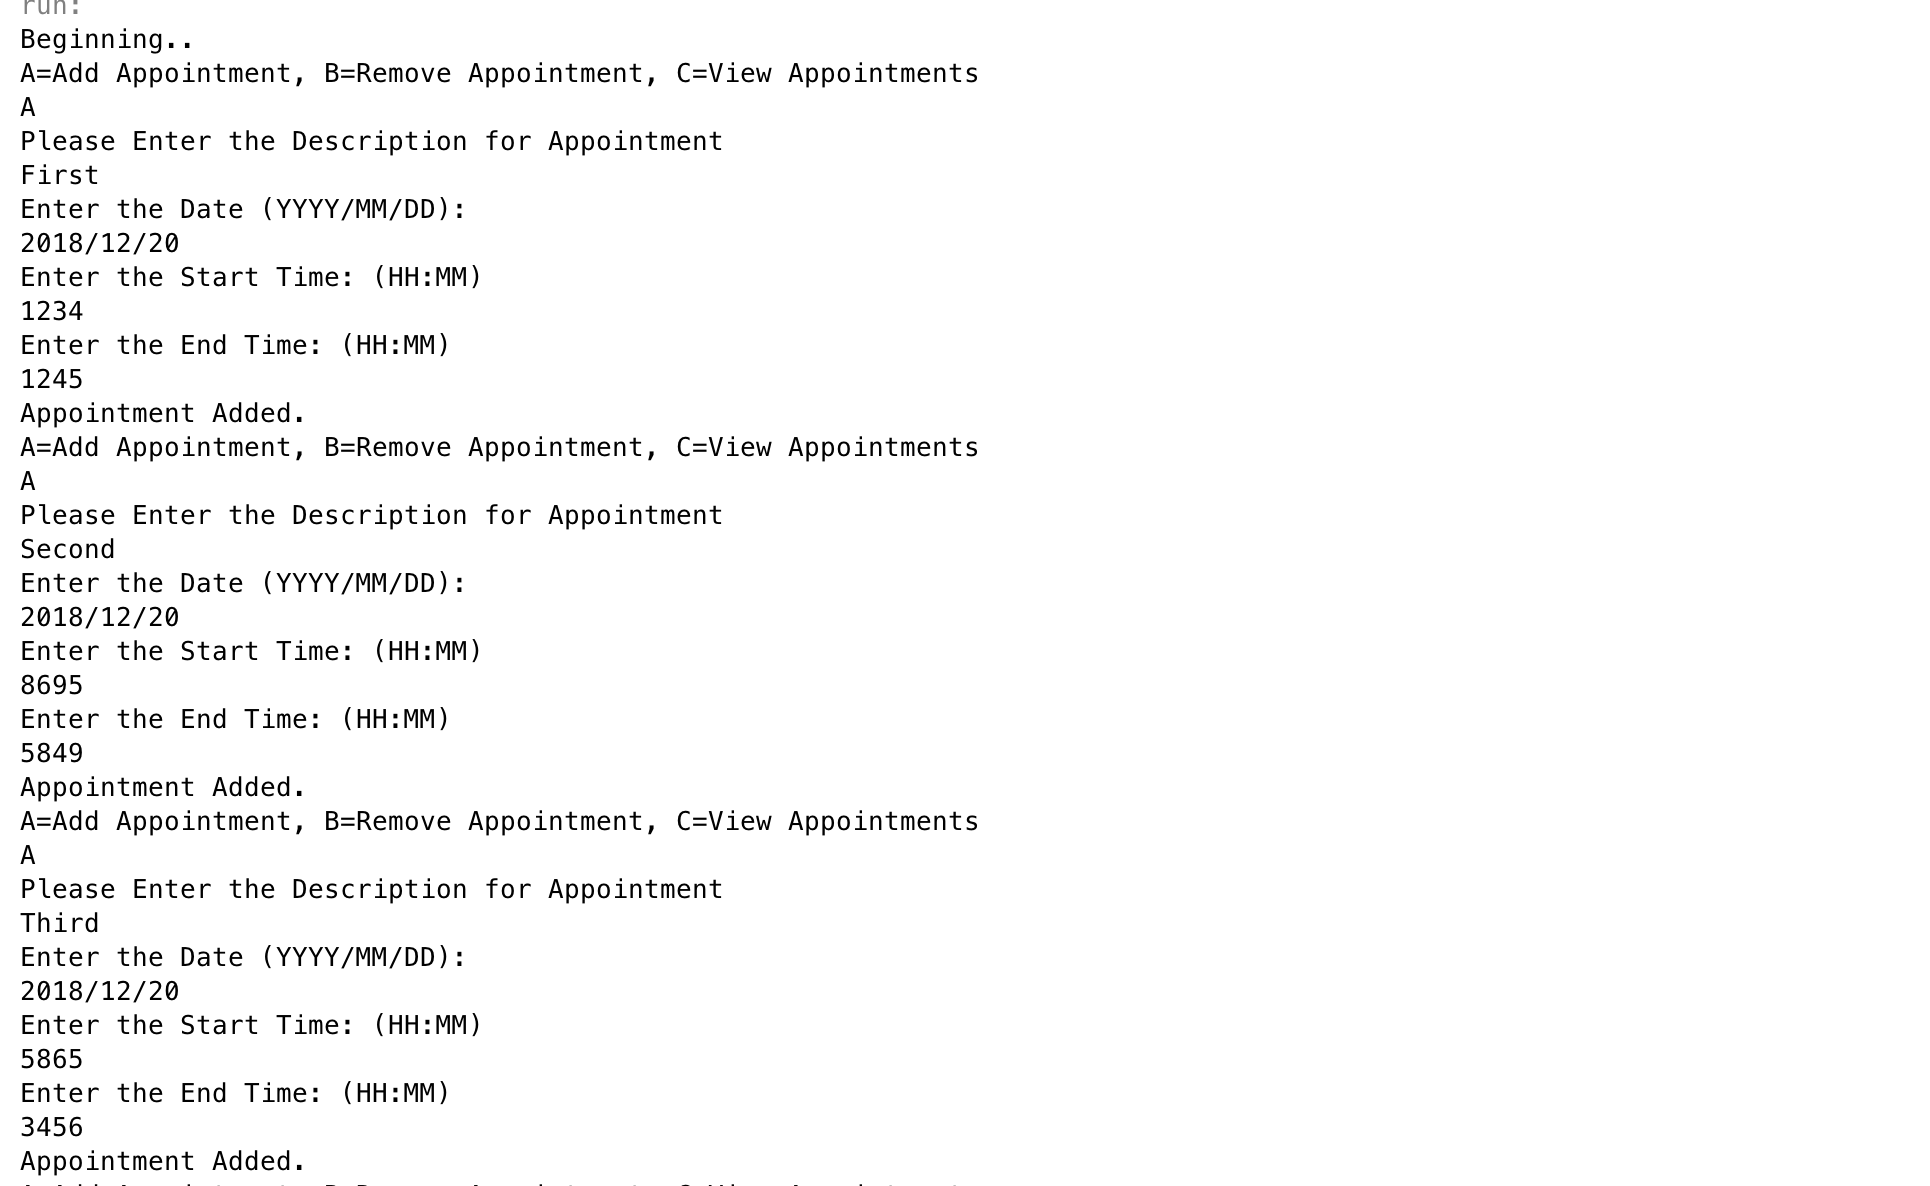 run:
Beginning..
A=Add Appointment, B=Remove Appointment, C=View Appointments
A
Please Enter the Description for Appointment
First
Enter the Date (YYYY/MM/DD):
2018/12/20
Enter the Start Time: (HH:MM)
1234
Enter the End Time: (HH:MM)
1245
Appointment Added.
A=Add Appointment, B=Remove Appointment, C=View Appointments
A
Please Enter the Description for Appointment
Second
Enter the Date (YYYY/MM/DD):
2018/12/20
Enter the Start Time: (HH:MM)
8695
Enter the End Time: (HH:MM)
5849
Appointment Added.
A=Add Appointment, B=Remove Appointment, C=View Appointments
A
Please Enter the Description for Appointment
Third
Enter the Date (YYYY/MM/DD):
2018/12/20
Enter the Start Time: (HH:MM)
5865
Enter the End Time: (HH:MM)
3456
Appointment Added.